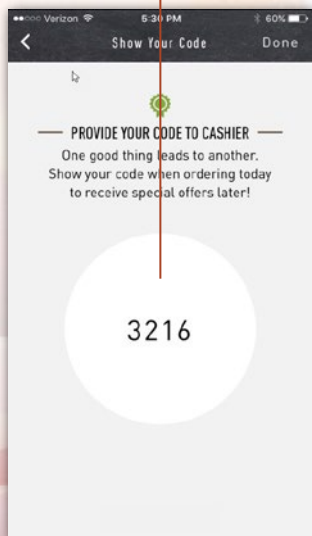 ●●○○○ Verizon 5:30 PM 60%
Show Your Code Done
PROVIDE YOUR CODE TO CASHIER
One good thing leads to another.
Show your code when ordering today
to receive special offers later!
3216